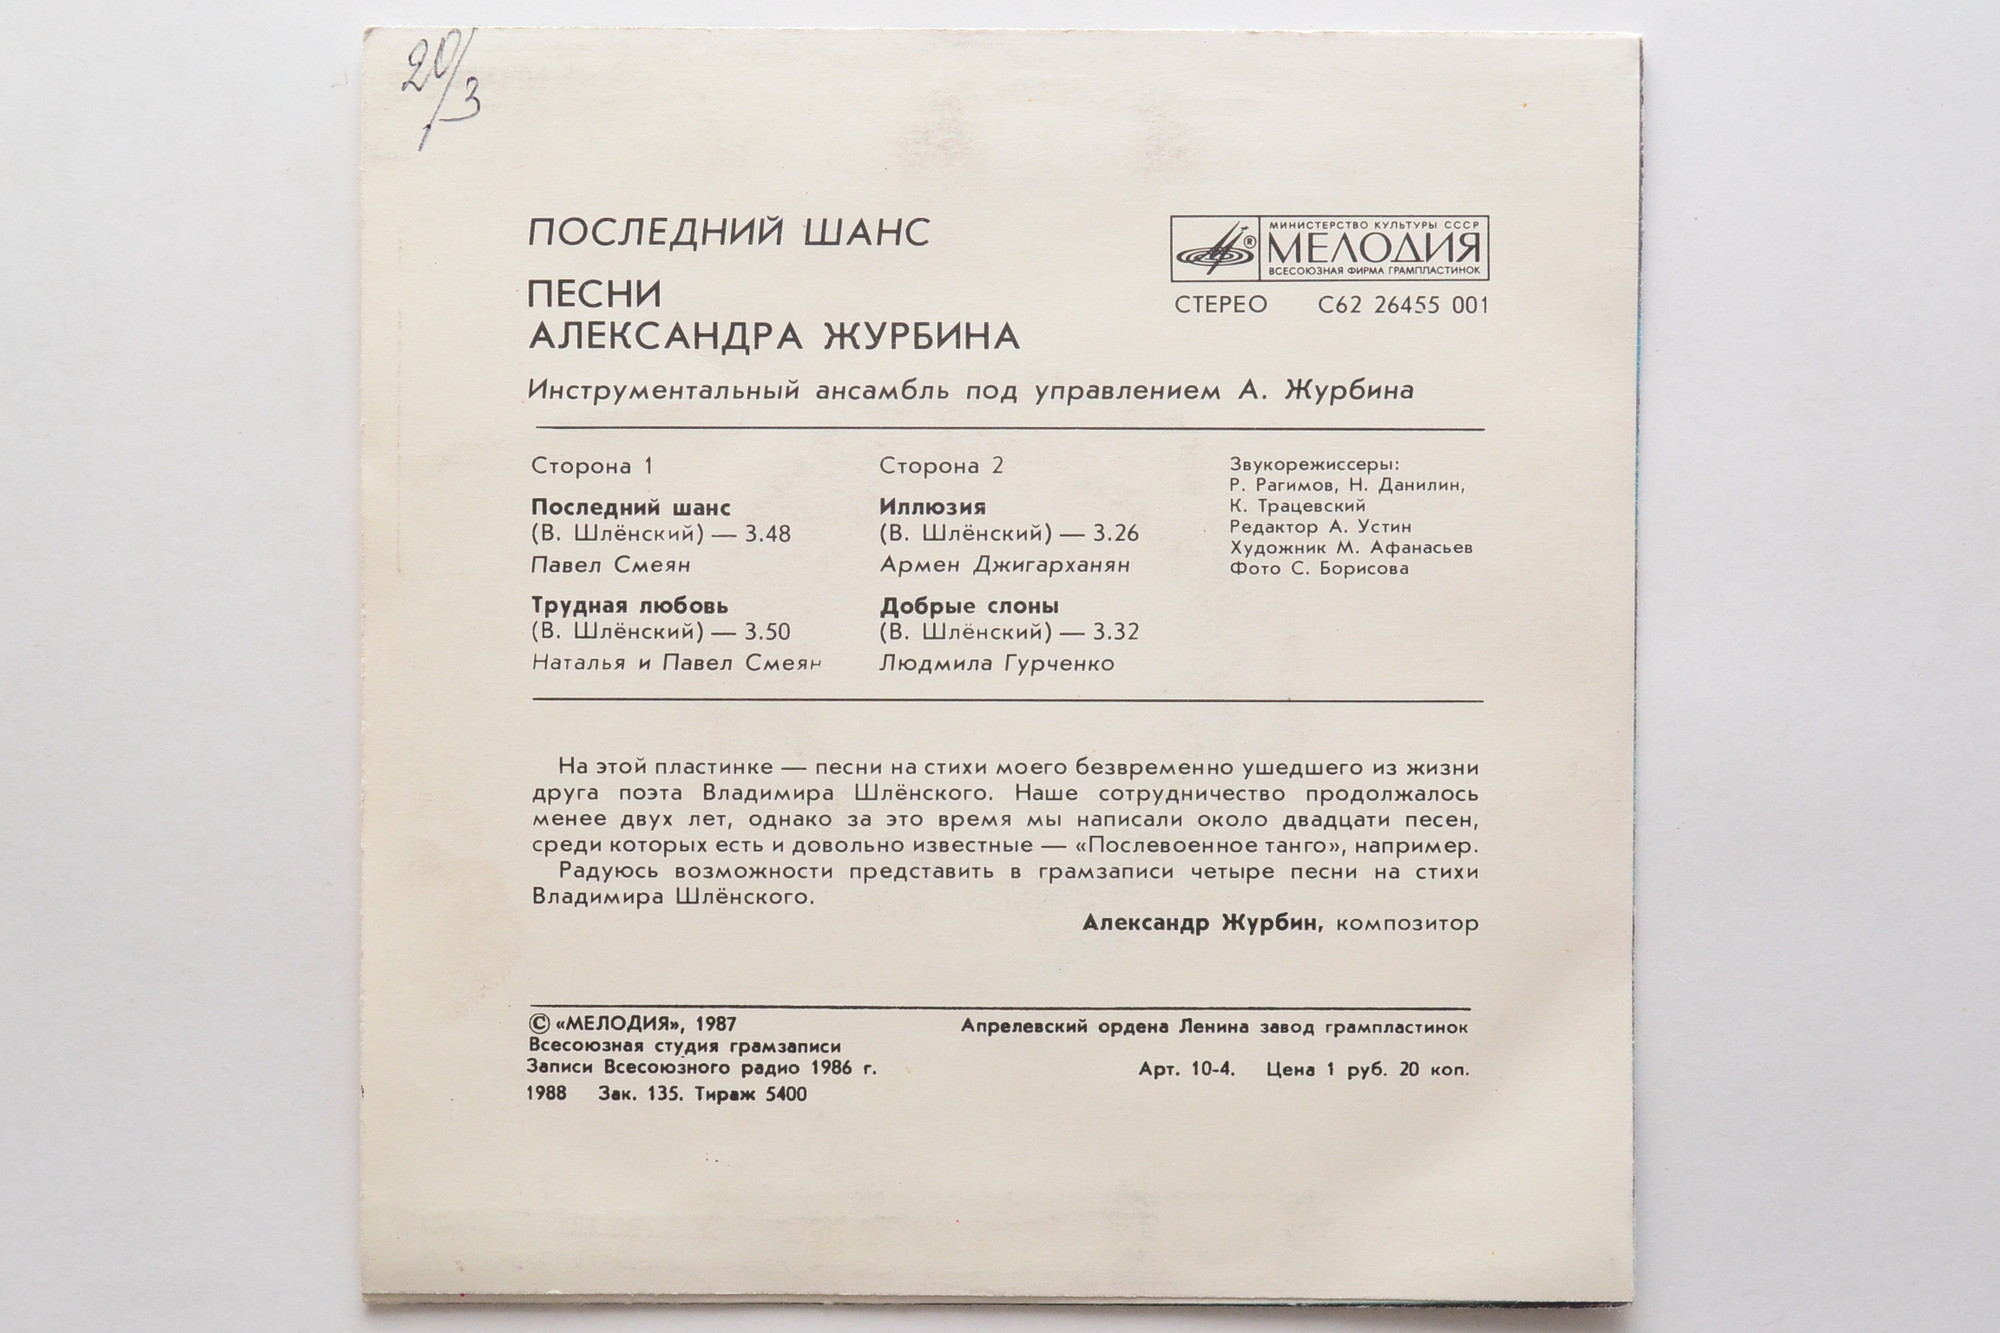 20/3
ПОСЛЕДНИЙ ШАНС
ПЕСНИ
АЛЕКСАНДРА ЖУРБИНА
Инструментальный ансамбль под управлением А. Журбина
МИНИСТЕРСТВО КУЛЬТУРЫ СССР
МЕЛОДИЯ
ВСЕСОЮЗНАЯ ФИРМА ГРАМПЛАСТИНОК
®
СТЕРЕО С62 26455 001
Сторона 1
Последний шанс
(В. Шлёнский) — 3.48
Павел Смеян
Трудная любовь
(В. Шлёнский) — 3.50
Наталья и Павел Смеян
Сторона 2
Иллюзия
(В. Шлёнский) — 3.26
Армен Джигарханян
Добрые слоны
(В. Шлёнский) — 3.32
Людмила Гурченко
Звукорежиссеры:
Р. Рагимов, Н. Данилин,
К. Трацевский
Редактор А. Устин
Художник М. Афанасьев
Фото С. Борисова
На этой пластинке — песни на стихи моего безвременно ушедшего из жизни
друга поэта Владимира Шлёнского. Наше сотрудничество продолжалось
менее двух лет, однако за это время мы написали около двадцати песен,
среди которых есть и довольно известные — «Послевоенное танго», например.
Радуюсь возможности представить в грамзаписи четыре песни на стихи
Владимира Шлёнского.
Александр Журбин, композитор
© «МЕЛОДИЯ», 1987
Всесоюзная студия грамзаписи
Записи Всесоюзного радио 1986 г.
1988 Зак. 135. Тираж 5400
Апрелевский ордена Ленина завод грампластинок
Арт. 10-4. Цена 1 руб. 20 коп.